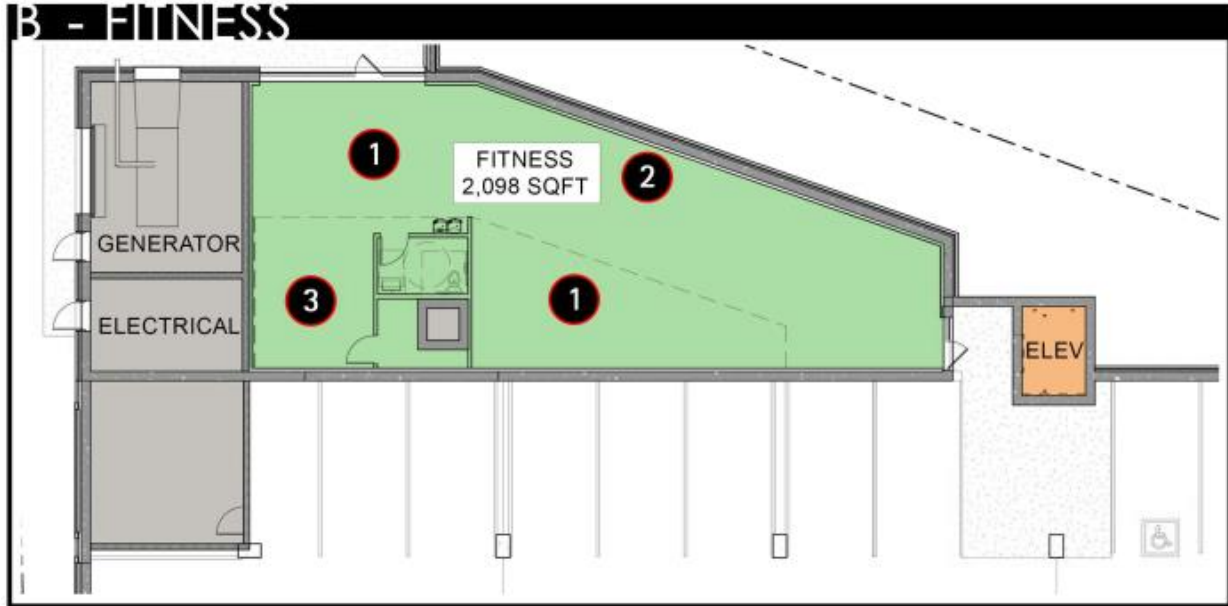 B - FITNESS
1
FITNESS
2,098 SQFT
2
GENERATOR
3
1
ELECTRICAL
ELEV